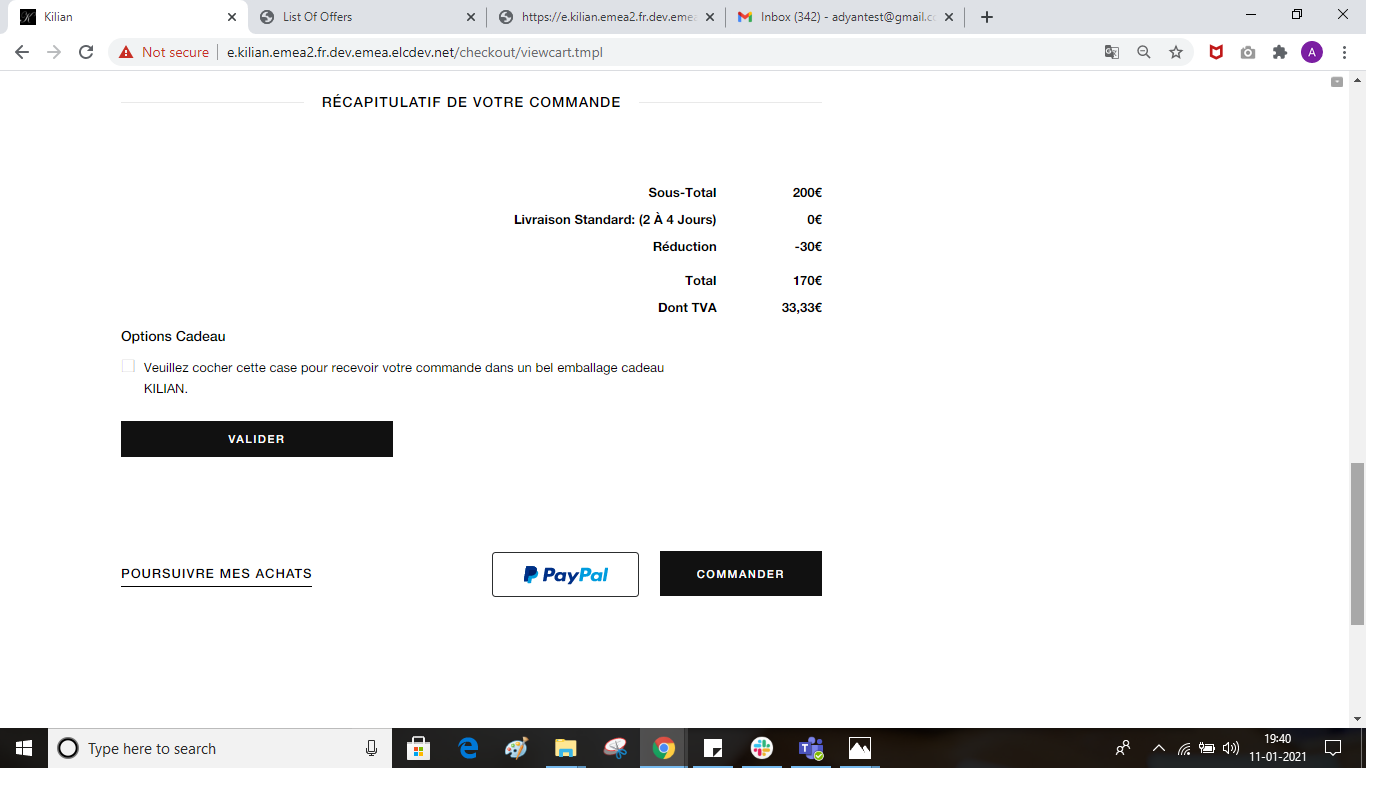 Kilian
List Of Offers
https://e.kilian.emea2.fr.dev.eme
Inbox (342) - adyantest@gmail.c
Not secure
e.kilian.emea2.fr.dev.emea.elcdev.net/checkout/viewcart.tmpl
A
RÉCAPITULATIF DE VOTRE COMMANDE
Sous-Total 200€
Livraison Standard: (2 À 4 Jours) 0€
Réduction -30€
Total 170€
Dont TVA 33,33€
Options Cadeau
Veuillez cocher cette case pour recevoir votre commande dans un bel emballage cadeau
KILIAN.
VALIDER
POURSUIVRE MES ACHATS
PayPal
COMMANDER
Type here to search
19:40
11-01-2021